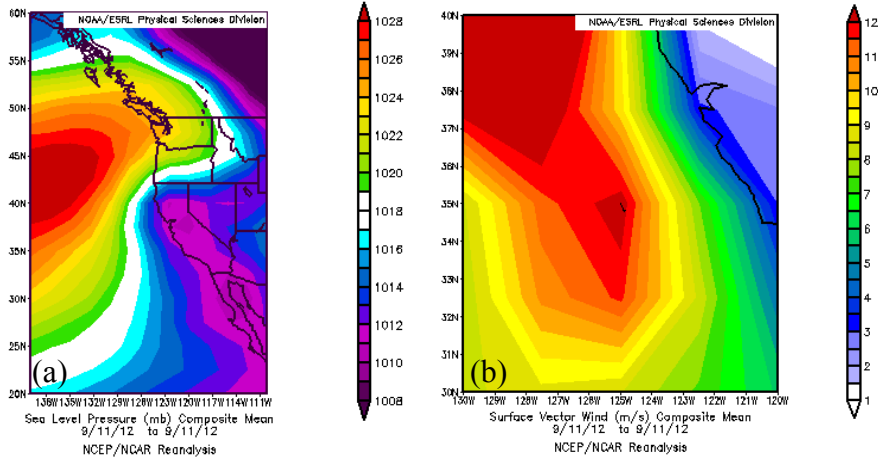 NOAA/ESRL Physical Sciences Division
60N
50N
45N
40N
35N
30N
25N
20N
(a)
138W 135W 132W 129W 126W 123W 120W 117W 114W 111W
Sea Level Pressure (mb) Composite Mean
9/11/12 to 9/11/12
NCEP/NCAR Reanalysis
1028
1026
1024
1022
1020
1018
1016
1014
1012
1010
1008
NOAA/ESRL Physical Sciences Division
40N
39N
38N
37N
36N
35N
34N
33N
32N
31N
30N
(b)
130W 129W 128W 127W 126W 125W 124W 123W 122W 121W 120W
Surface Vector Wind (m/s) Composite Mean
9/11/12 to 9/11/12
NCEP/NCAR Reanalysis
12
11
10
9
8
7
6
5
4
3
2
1